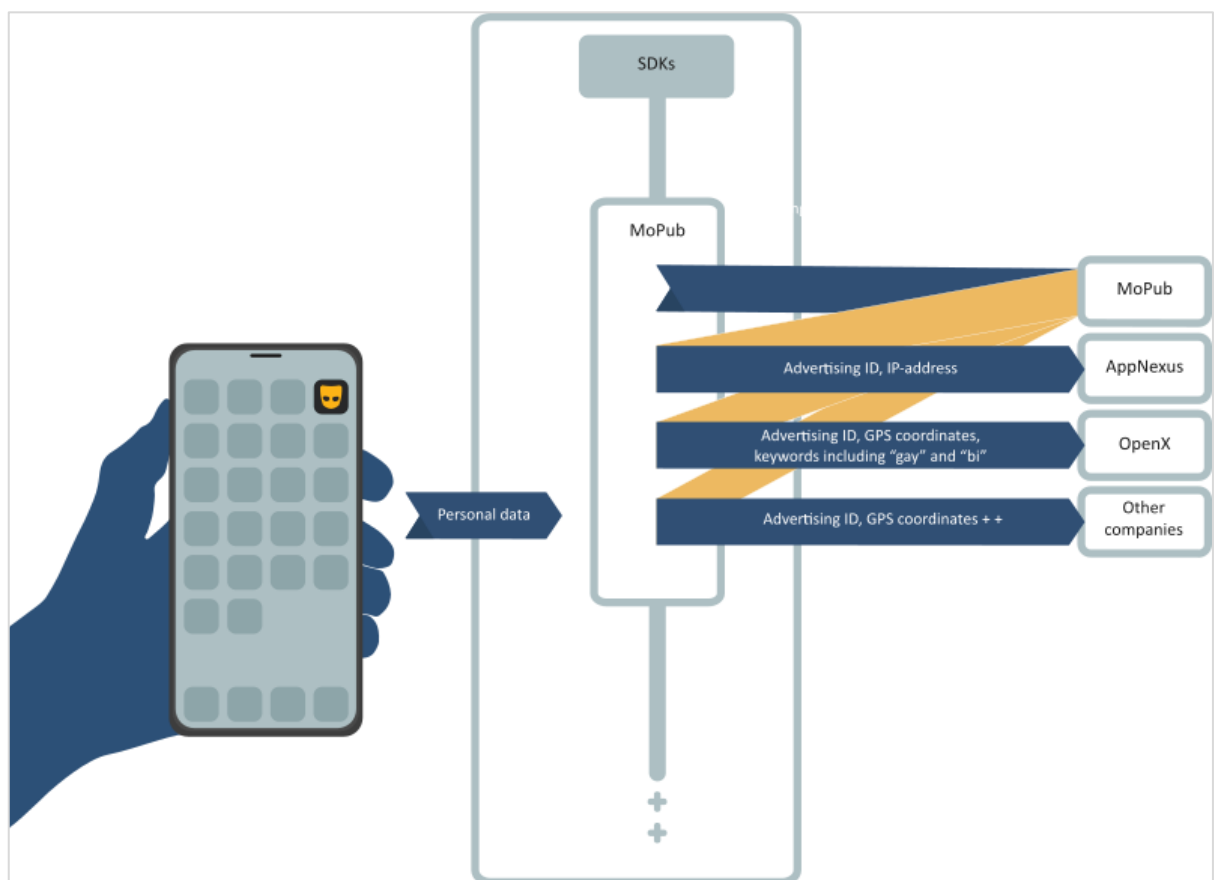 SDKs
MoPub
MoPub
Advertising ID, IP-address
AppNexus
Advertising ID, GPS coordinates,
keywords including “gay” and “bi”
OpenX
Personal data
Advertising ID, GPS coordinates + +
Other
companies